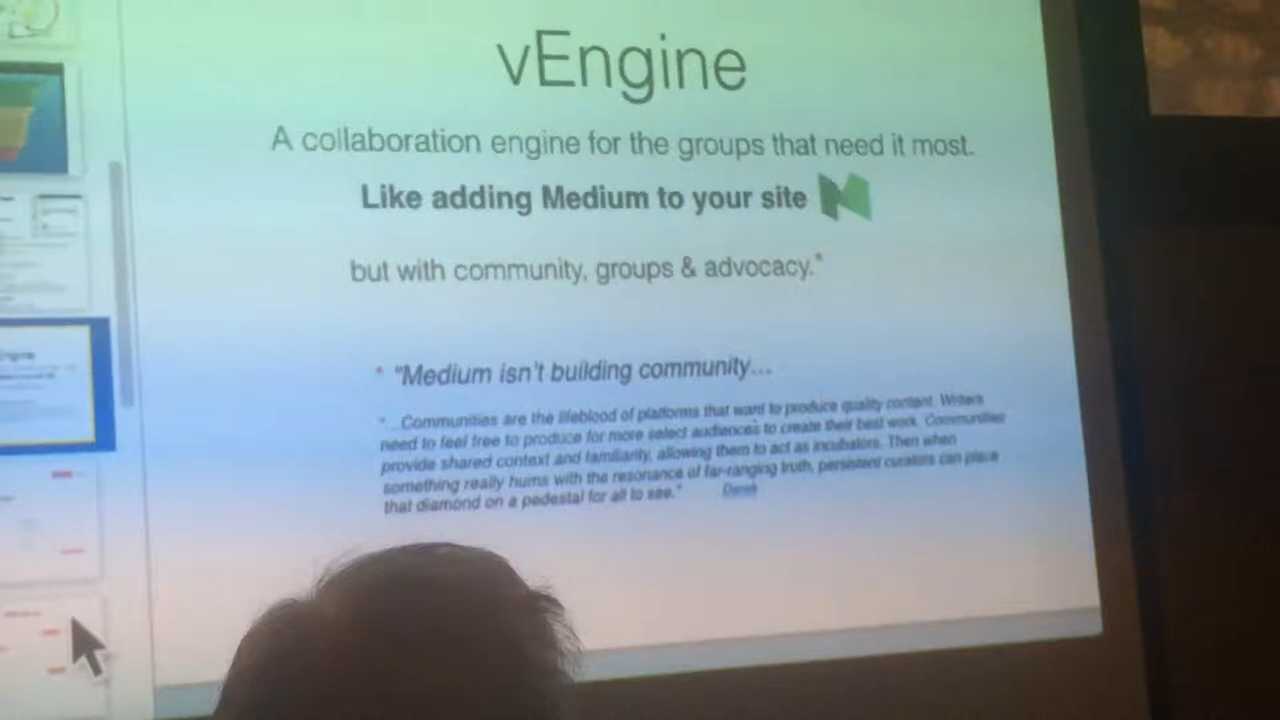 vEngine
A collaboration engine for the groups that need it most.
Like adding Medium to your site
but with community, groups & advocacy.*
* "Medium isn't building community...
"...Communities are the lifeblood of platforms that want to produce quality content. Writers
need to feel free to produce for more select audiences to create their best work. Communities
provide shared context and familiarity, allowing them to act as incubators. Then when
something really hums with the resonance of far-ranging truth, persistent curators can place
that diamond on a pedestal for all to see." Derek